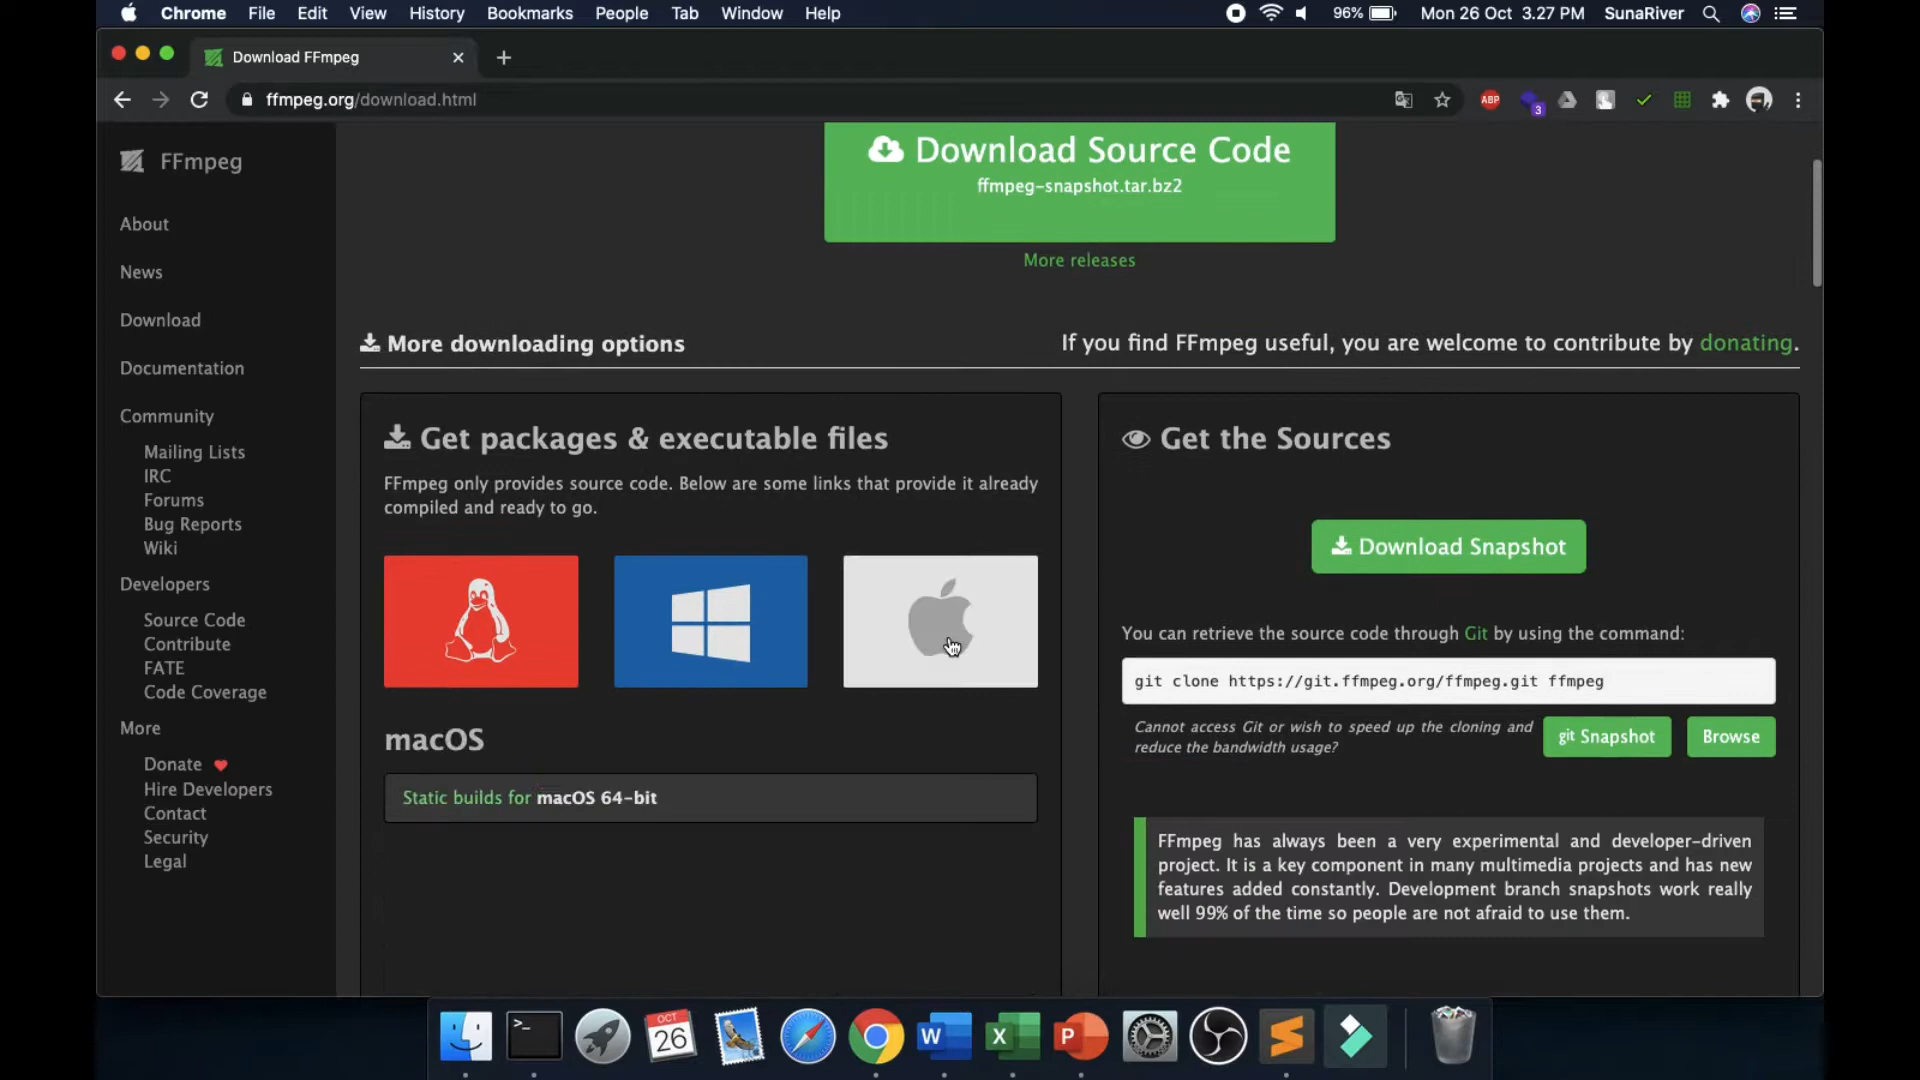 Chrome File Edit View History Bookmarks People Tab Window Help
96% Mon 26 Oct 3.27 PM SunaRiver
Download FFmpeg
ffmpeg.org/download.html
ABP
3
FFmpeg
About
News
Download
Documentation
Community
Mailing Lists
IRC
Forums
Bug Reports
Wiki
Developers
Source Code
Contribute
FATE
Code Coverage
More
Donate
Hire Developers
Contact
Security
Legal
Download Source Code
ffmpeg-snapshot.tar.bz2
More releases
More downloading options
If you find FFmpeg useful, you are welcome to contribute by donating.
Get packages & executable files
FFmpeg only provides source code. Below are some links that provide it already
compiled and ready to go.
macOS
Static builds for macOS 64-bit
Get the Sources
Download Snapshot
You can retrieve the source code through Git by using the command:
git clone https://git.ffmpeg.org/ffmpeg.git ffmpeg
Cannot access Git or wish to speed up the cloning and
reduce the bandwidth usage?
git Snapshot
Browse
FFmpeg has always been a very experimental and developer-driven
project. It is a key component in many multimedia projects and has new
features added constantly. Development branch snapshots work really
well 99% of the time so people are not afraid to use them.
>_
OCT
26
W
X
P